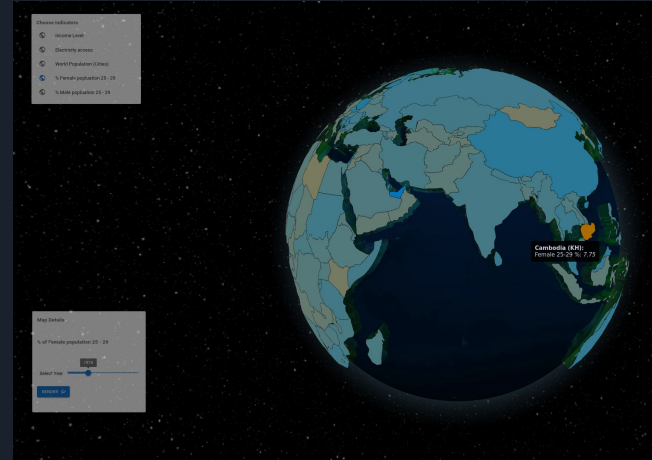 Choose Indicators
Income Level
Electricity access
World Population (Cities)
% Female population 25 - 29
% Male population 25 - 29
Cambodia (KH):
Female 25-29 %: 7.75
Map Details
% of Female population 25 - 29
Select Year
RENDER